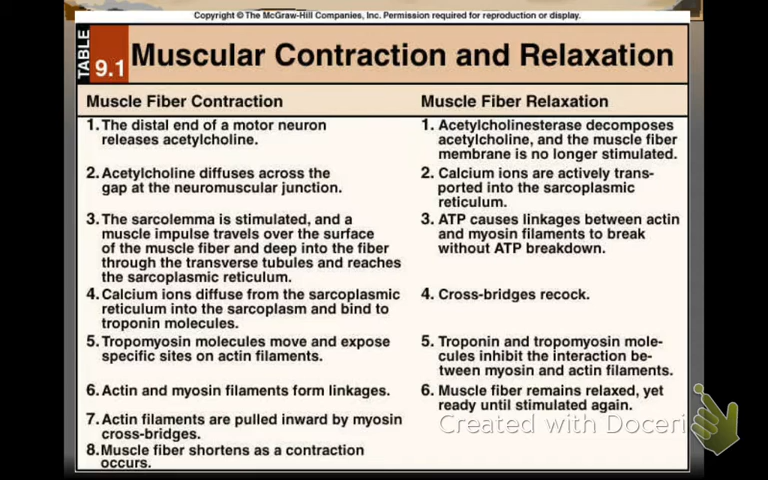 Copyright © The McGraw-Hill Companies, Inc. Permission required for reproduction or display.
TABLE 9.1
Muscular Contraction and Relaxation
Muscle Fiber Contraction
1. The distal end of a motor neuron
releases acetylcholine.
2. Acetylcholine diffuses across the
gap at the neuromuscular junction.
3. The sarcolemma is stimulated, and a
muscle impulse travels over the surface
of the muscle fiber and deep into the fiber
through the transverse tubules and reaches
the sarcoplasmic reticulum.
4. Calcium ions diffuse from the sarcoplasmic
reticulum into the sarcoplasm and bind to
troponin molecules.
5. Tropomyosin molecules move and expose
specific sites on actin filaments.
6. Actin and myosin filaments form linkages.
7. Actin filaments are pulled inward by myosin
cross-bridges.
8. Muscle fiber shortens as a contraction
occurs.
Muscle Fiber Relaxation
1. Acetylcholinesterase decomposes
acetylcholine, and the muscle fiber
membrane is no longer stimulated.
2. Calcium ions are actively trans-
ported into the sarcoplasmic
reticulum.
3. ATP causes linkages between actin
and myosin filaments to break
without ATP breakdown.
4. Cross-bridges recock.
5. Troponin and tropomyosin mole-
cules inhibit the interaction be-
tween myosin and actin filaments.
6. Muscle fiber remains relaxed, yet
ready until stimulated again.
Created with Doceri